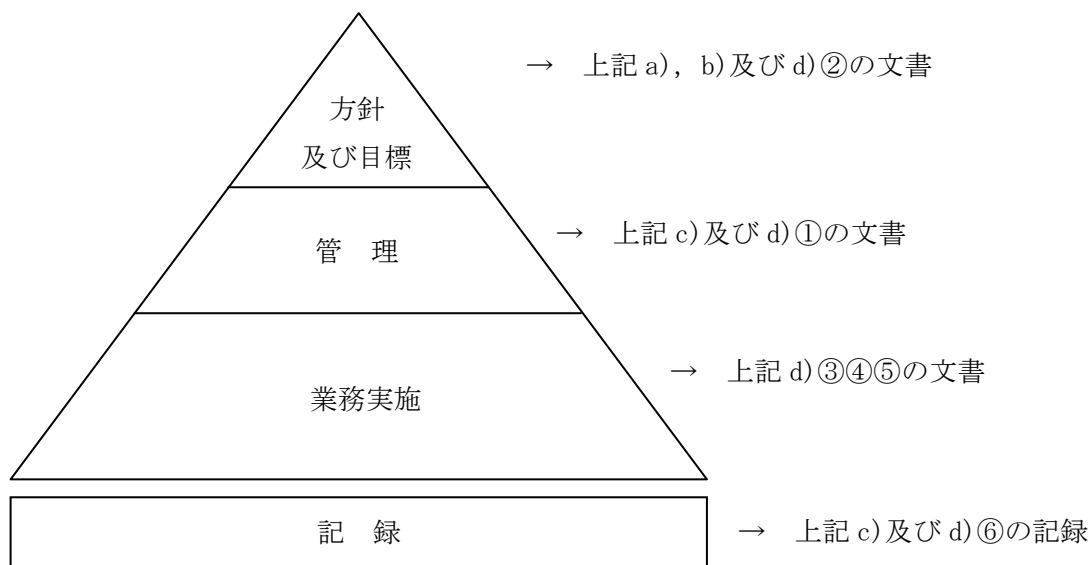 → 上記 a), b)及び d)②の文書
方針
及び目標
→ 上記 c)及び d)①の文書
管 理
→ 上記 d)③④⑤の文書
業務実施
記 録
→ 上記 c)及び d)⑥の記録